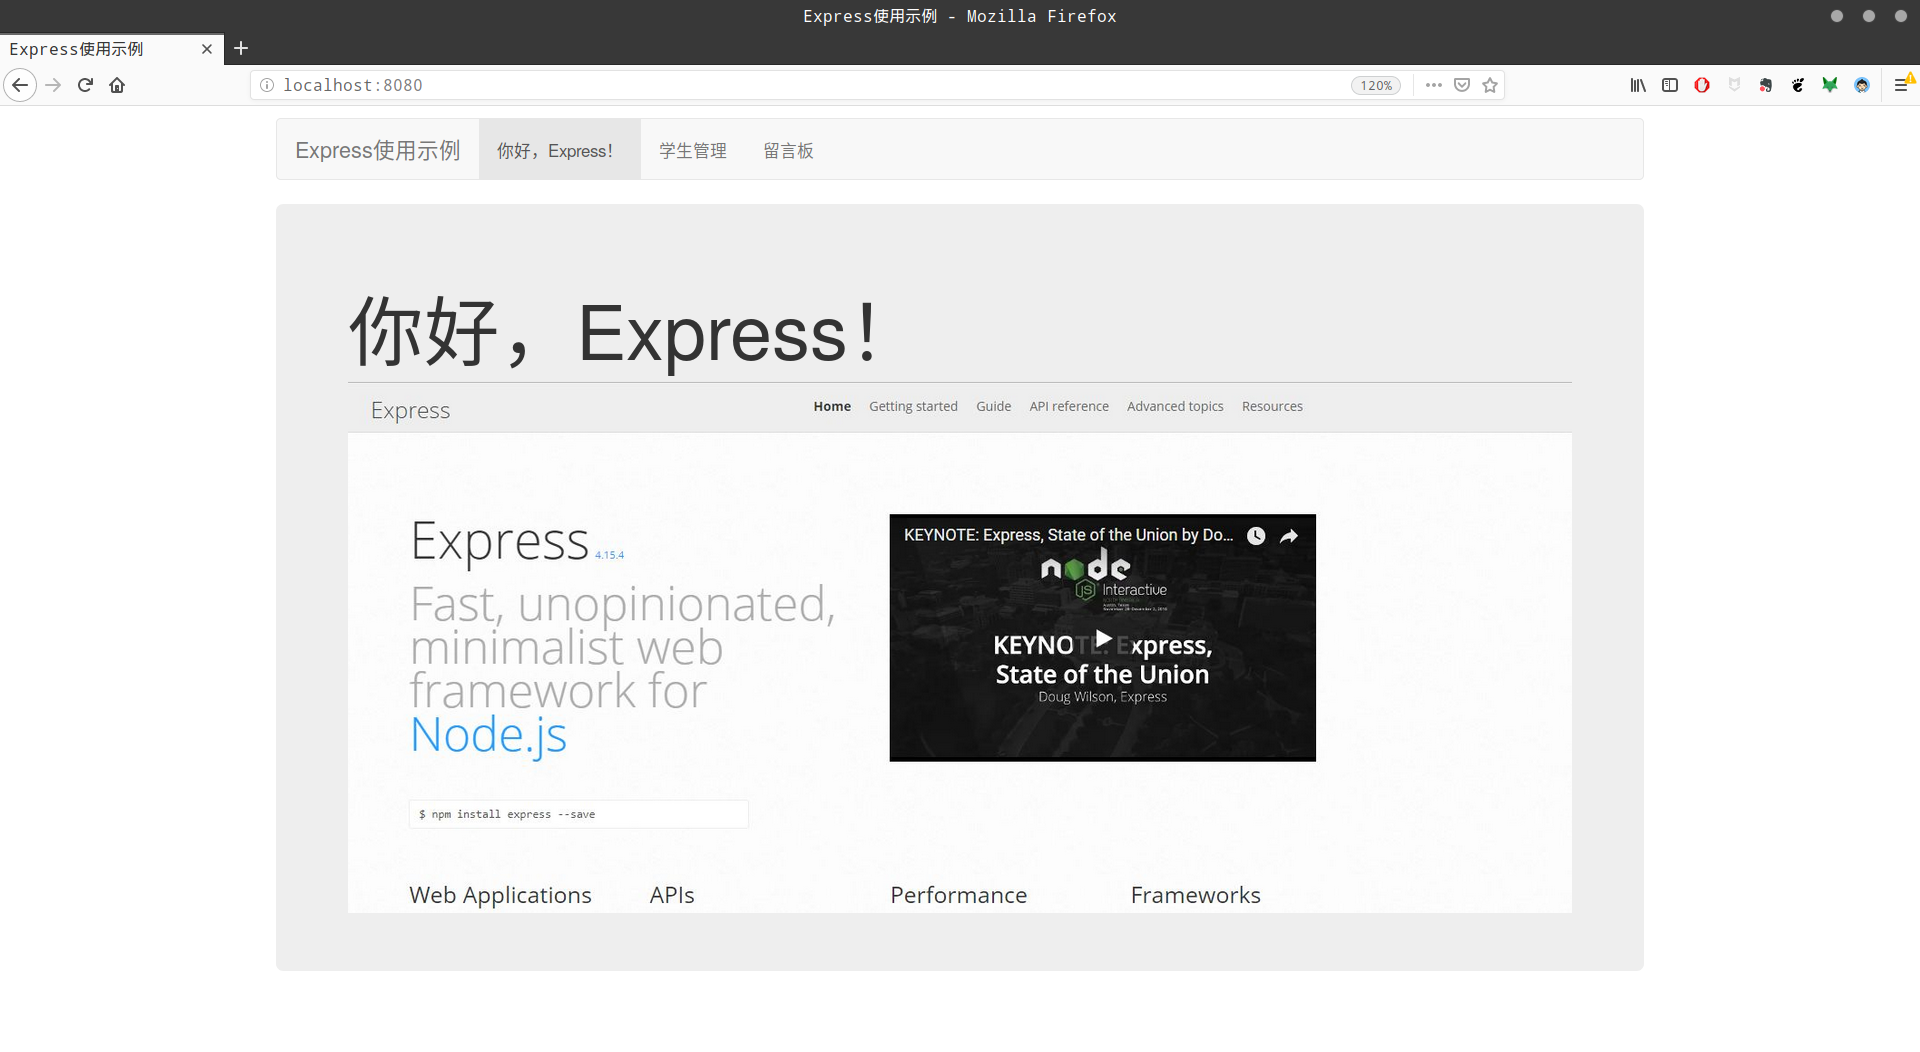 Express使用示例 - Mozilla Firefox
Express使用示例
localhost:8080
120%
Express使用示例 你好，Express！ 学生管理 留言板
你好，Express！
Express Home Getting started Guide API reference Advanced topics Resources
Express 4.15.4
Fast, unopinionated,
minimalist web
framework for
Node.js
$ npm install express --save
KEYNOTE: Express, State of the Union by Do...
node
JS Interactive
KEYNOTE: Express,
State of the Union
Doug Wilson, Express
Web Applications APIs Performance Frameworks